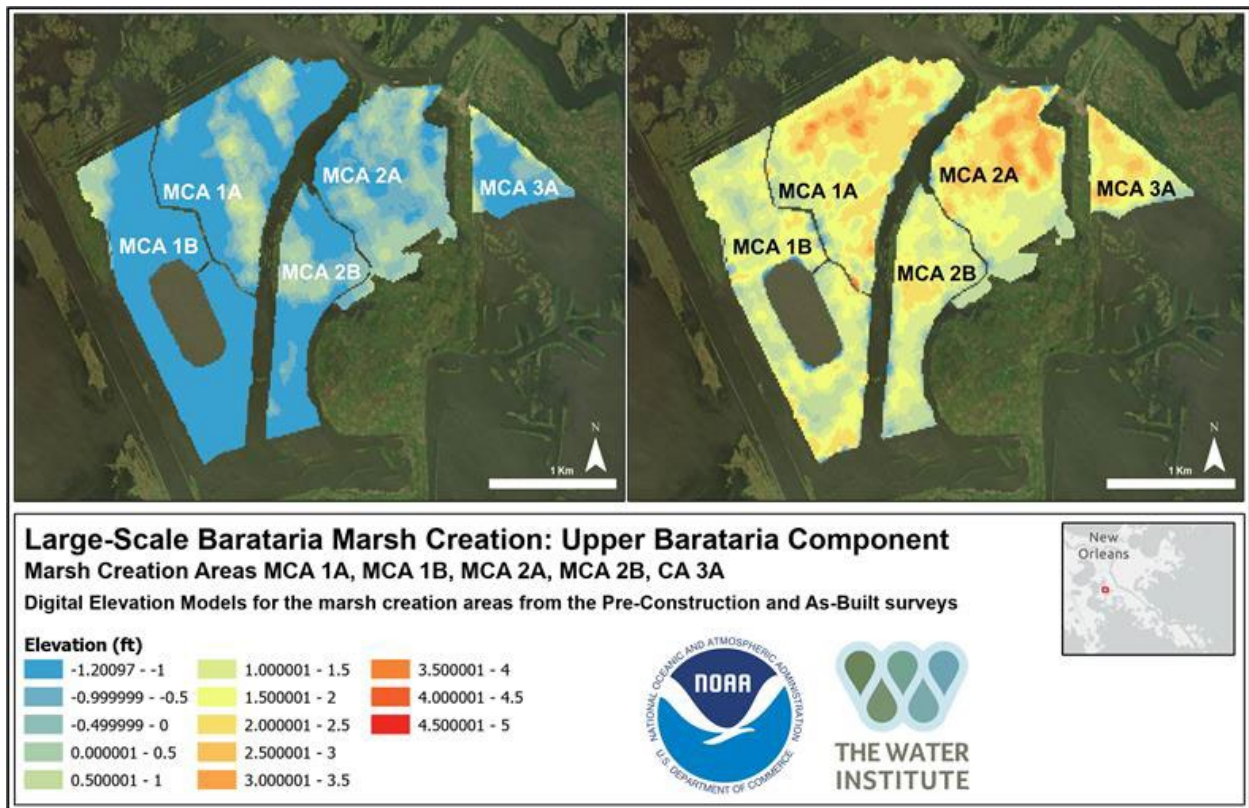 MCA 1A
MCA 2A
MCA 3A
MCA 1B
MCA 2B
N
1 Km
MCA 1A
MCA 2A
MCA 3A
MCA 1B
MCA 2B
N
1 Km
Large-Scale Barataria Marsh Creation: Upper Barataria Component
Marsh Creation Areas MCA 1A, MCA 1B, MCA 2A, MCA 2B, CA 3A
Digital Elevation Models for the marsh creation areas from the Pre-Construction and As-Built surveys
New
Orleans
Elevation (ft)
-1.20097 - -1
-0.999999 - -0.5
-0.499999 - 0
0.000001 - 0.5
0.500001 - 1
1.000001 - 1.5
1.500001 - 2
2.000001 - 2.5
2.500001 - 3
3.000001 - 3.5
3.500001 - 4
4.000001 - 4.5
4.500001 - 5
NATIONAL OCEANIC AND ATMOSPHERIC ADMINISTRATION
NOAA
U.S. DEPARTMENT OF COMMERCE
THE WATER
INSTITUTE